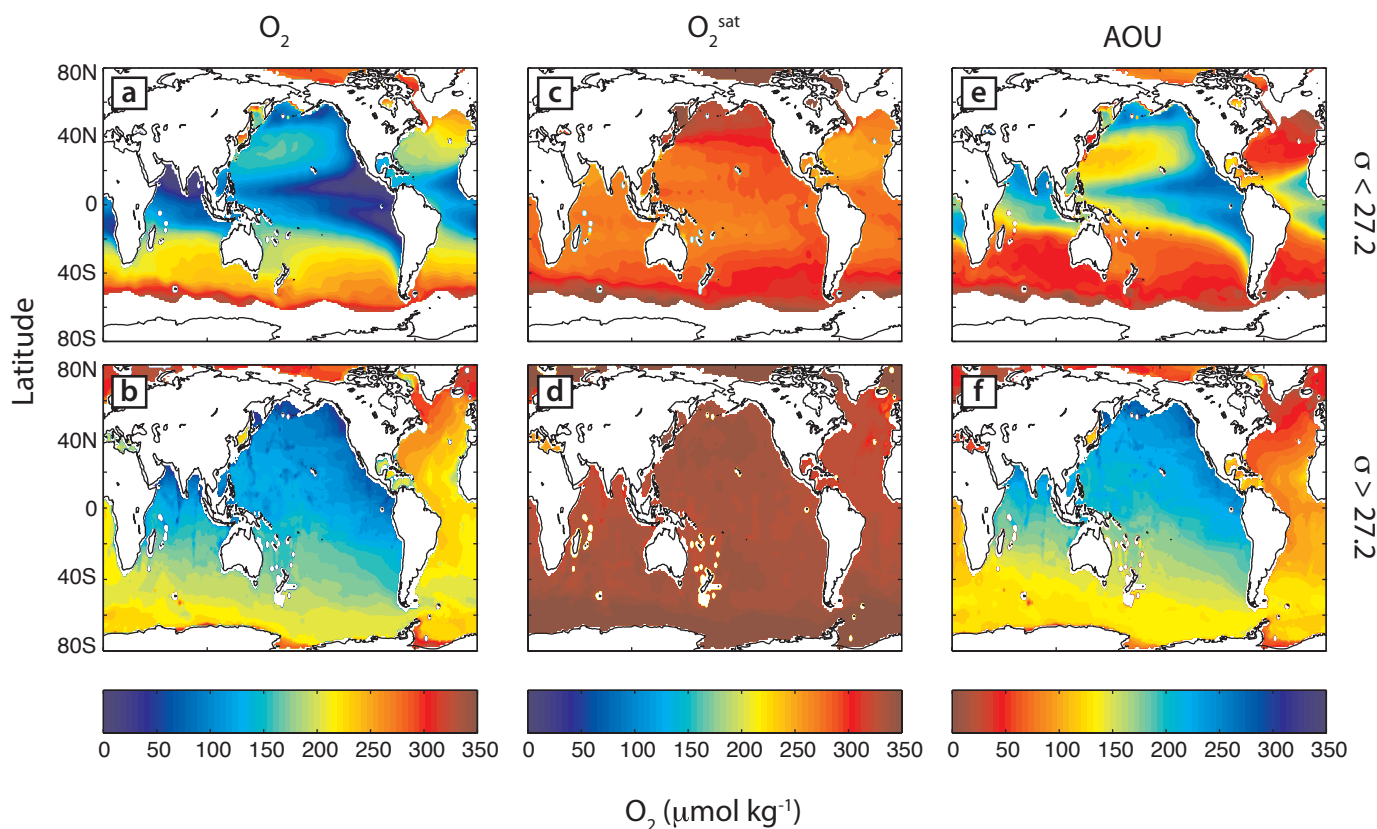 O₂ O₂ˢᵃᵗ AOU
80N a c e
40N
0
40S
80S
σ < 27.2
Latitude
80N b d f
40N
0
40S
80S
σ > 27.2
0 50 100 150 200 250 300 350 0 50 100 150 200 250 300 350 0 50 100 150 200 250 300 350
O₂ (μmol kg⁻¹)